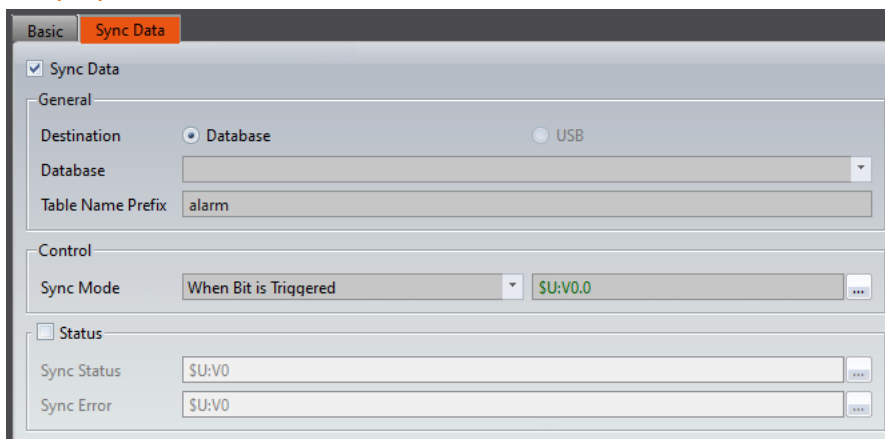 Basic Sync Data
Sync Data
General
Destination Database USB
Database
Table Name Prefix alarm
Control
Sync Mode When Bit is Triggered $U:V0.0 ...
Status
Sync Status $U:V0 ...
Sync Error $U:V0 ...